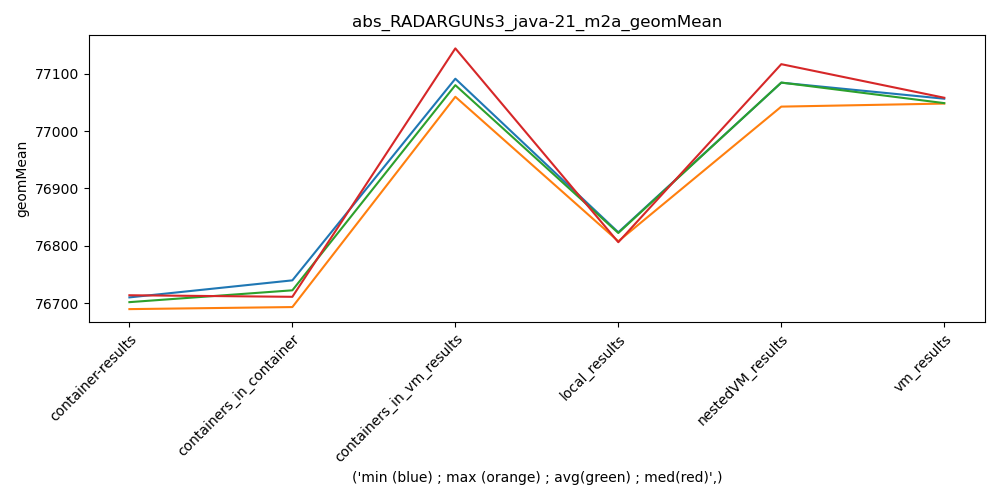 abs_RADARGUNs3_java-21_m2a_geomMean
geomMean
77100
77000
76900
76800
76700
container-results
containers_in_container
containers_in_vm_results
local_results
nestedVM_results
vm_results
('min (blue) ; max (orange) ; avg(green) ; med(red)',)